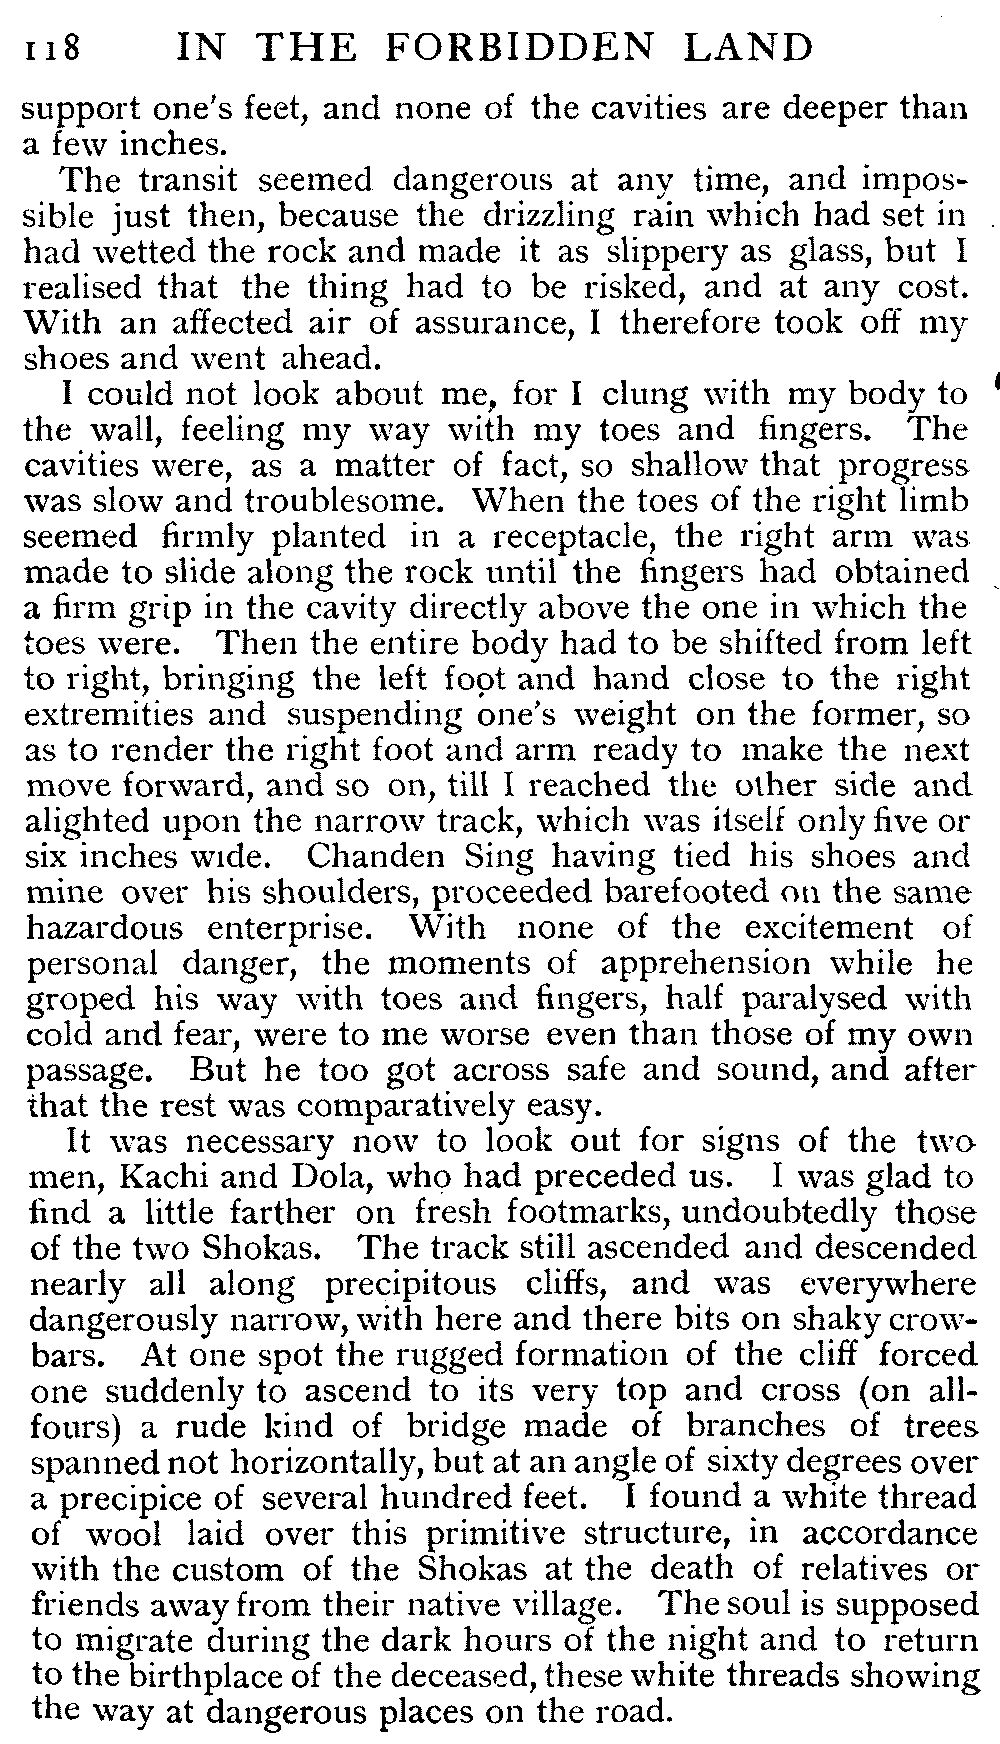 118 IN THE FORBIDDEN LAND
support one's feet, and none of the cavities are deeper than
a few inches.
The transit seemed dangerous at any time, and impos-
sible just then, because the drizzling rain which had set in
had wetted the rock and made it as slippery as glass, but I
realised that the thing had to be risked, and at any cost.
With an affected air of assurance, I therefore took off my
shoes and went ahead.
I could not look about me, for I clung with my body to
the wall, feeling my way with my toes and fingers. The
cavities were, as a matter of fact, so shallow that progress
was slow and troublesome. When the toes of the right limb
seemed firmly planted in a receptacle, the right arm was
made to slide along the rock until the fingers had obtained
a firm grip in the cavity directly above the one in which the
toes were. Then the entire body had to be shifted from left
to right, bringing the left foot and hand close to the right
extremities and suspending one's weight on the former, so
as to render the right foot and arm ready to make the next
move forward, and so on, till I reached the other side and
alighted upon the narrow track, which was itself only five or
six inches wide. Chanden Sing having tied his shoes and
mine over his shoulders, proceeded barefooted on the same
hazardous enterprise. With none of the excitement of
personal danger, the moments of apprehension while he
groped his way with toes and fingers, half paralysed with
cold and fear, were to me worse even than those of my own
passage. But he too got across safe and sound, and after
that the rest was comparatively easy.
It was necessary now to look out for signs of the two
men, Kachi and Dola, who had preceded us. I was glad to
find a little farther on fresh footmarks, undoubtedly those
of the two Shokas. The track still ascended and descended
nearly all along precipitous cliffs, and was everywhere
dangerously narrow, with here and there bits on shaky crow-
bars. At one spot the rugged formation of the cliff forced
one suddenly to ascend to its very top and cross (on all-
fours) a rude kind of bridge made of branches of trees
spanned not horizontally, but at an angle of sixty degrees over
a precipice of several hundred feet. I found a white thread
of wool laid over this primitive structure, in accordance
with the custom of the Shokas at the death of relatives or
friends away from their native village. The soul is supposed
to migrate during the dark hours of the night and to return
to the birthplace of the deceased, these white threads showing
the way at dangerous places on the road.